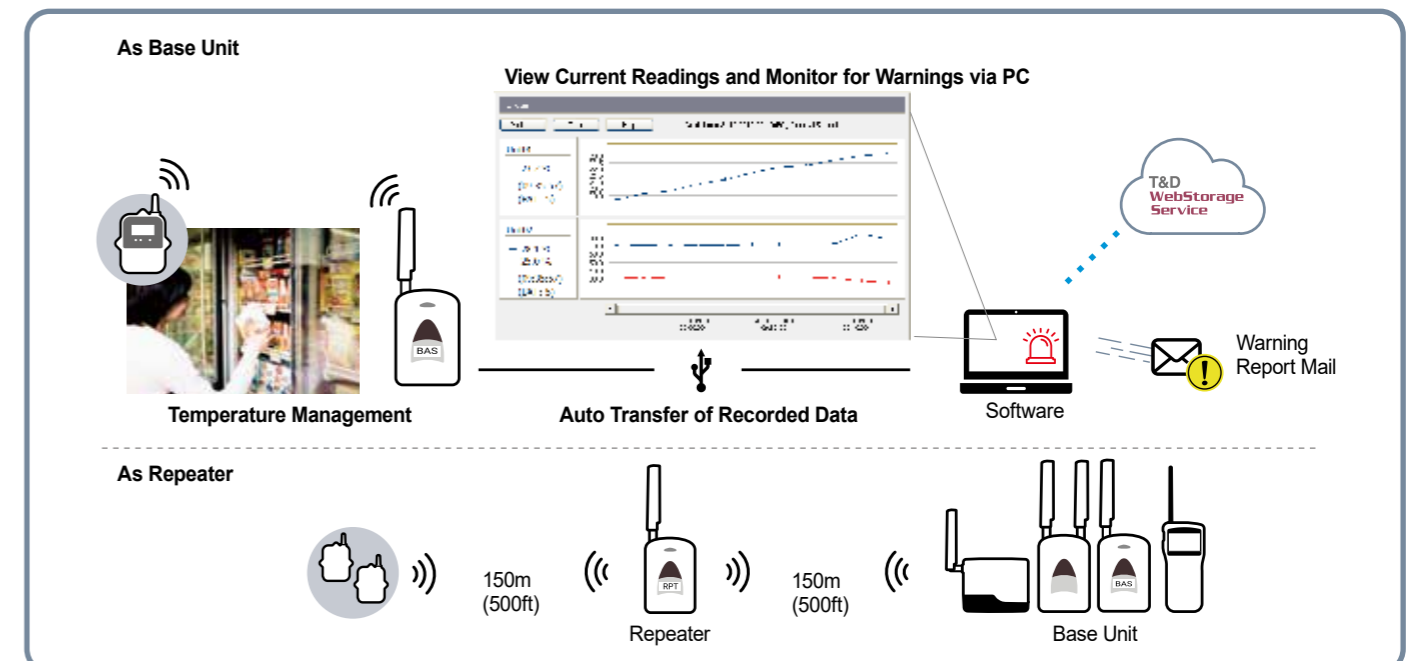 As Base Unit
View Current Readings and Monitor for Warnings via PC
T&D
WebStorage
Service
BAS
Warning
Report Mail
Temperature Management
Auto Transfer of Recorded Data
Software
As Repeater
150m
(500ft)
RPT
150m
(500ft)
BAS
Repeater
Base Unit